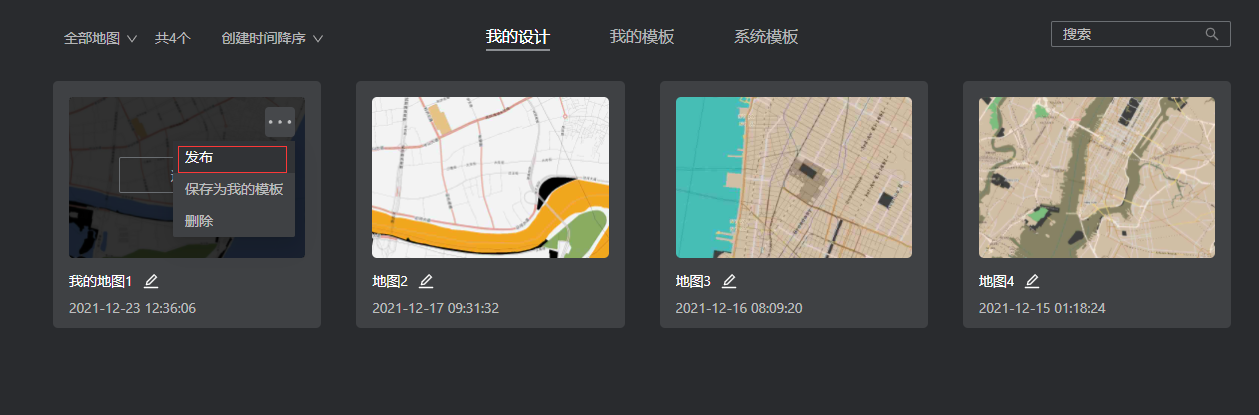 全部地图 共4个 创建时间降序 我的设计 我的模板 系统模板 搜索
发布
保存为我的模板
删除
我的地图1 地图2 地图3 地图4
2021-12-23 12:36:06 2021-12-17 09:31:32 2021-12-16 08:09:20 2021-12-15 01:18:24